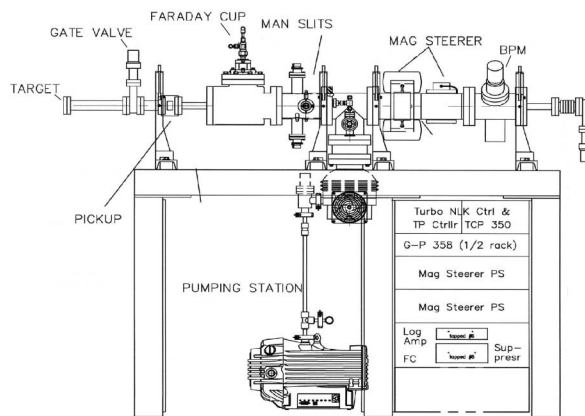 FARADAY CUP
GATE VALVE
MAN SLITS
MAG STEERER
BPM
TARGET
PICKUP
PUMPING STATION
Turbo NLK Ctrl &
TP Ctrllr TCP 350
G-P 358 (1/2 rack)
Mag Steerer PS
Mag Steerer PS
Log
Amp
FC
Sup-
presr